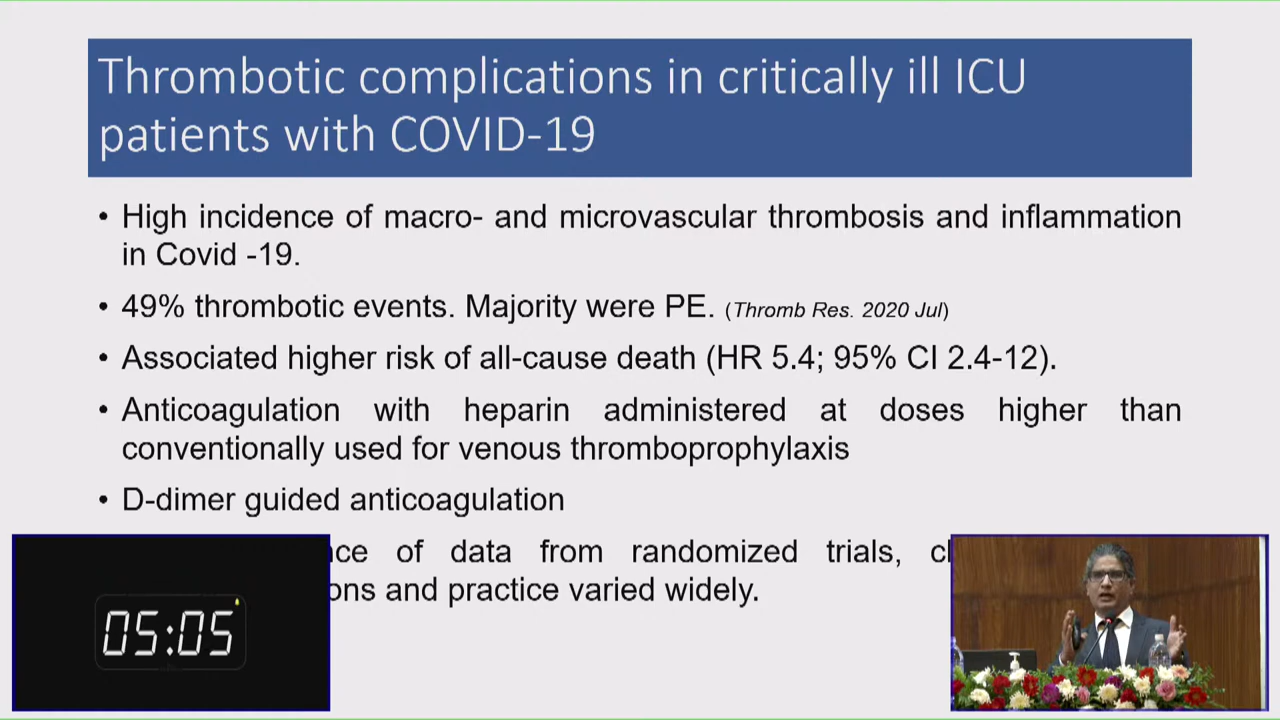 Thrombotic complications in critically ill ICU
patients with COVID-19
• High incidence of macro- and microvascular thrombosis and inflammation
in Covid -19.
• 49% thrombotic events. Majority were PE. (Thromb Res. 2020 Jul)
• Associated higher risk of all-cause death (HR 5.4; 95% CI 2.4-12).
• Anticoagulation with heparin administered at doses higher than
conventionally used for venous thromboprophylaxis
• D-dimer guided anticoagulation
of data from randomized trials,
and practice varied widely.
05:05